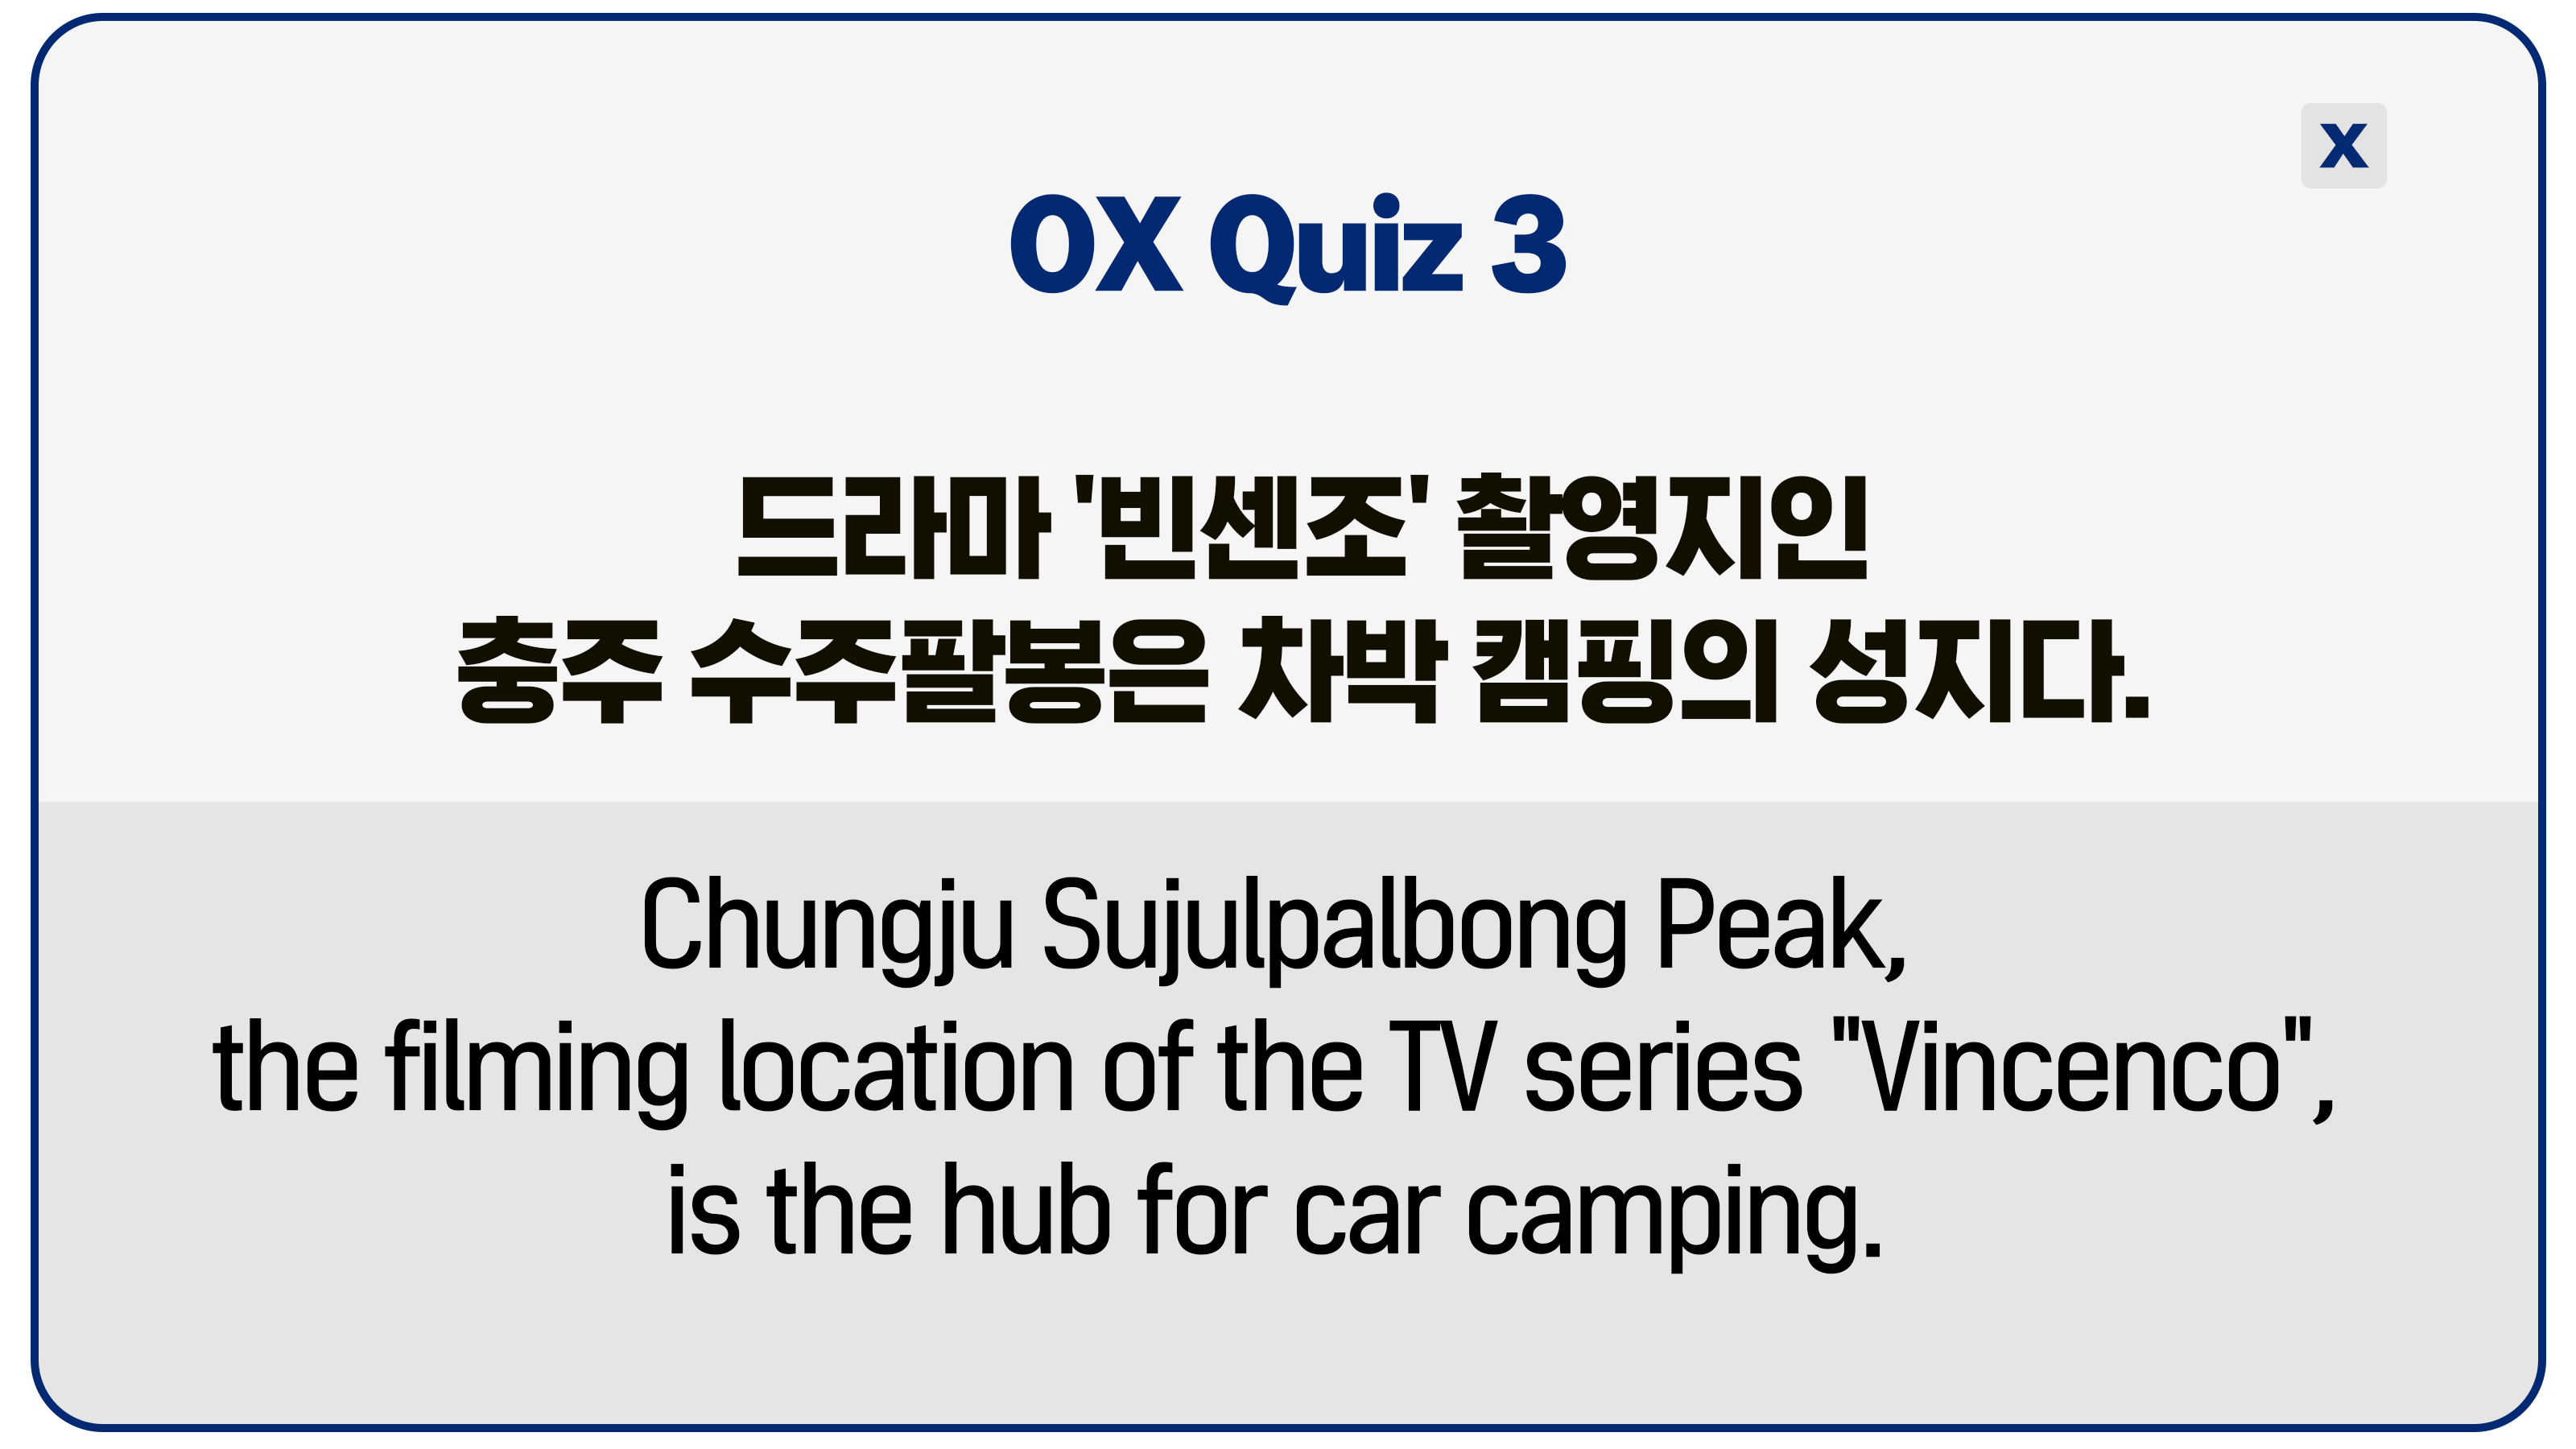 X
OX Quiz 3
드라마 '빈센조' 촬영지인
충주 수주팔봉은 차박 캠핑의 성지다.
Chungju Sujulpalbong Peak,
the filming location of the TV series "Vincenco",
is the hub for car camping.